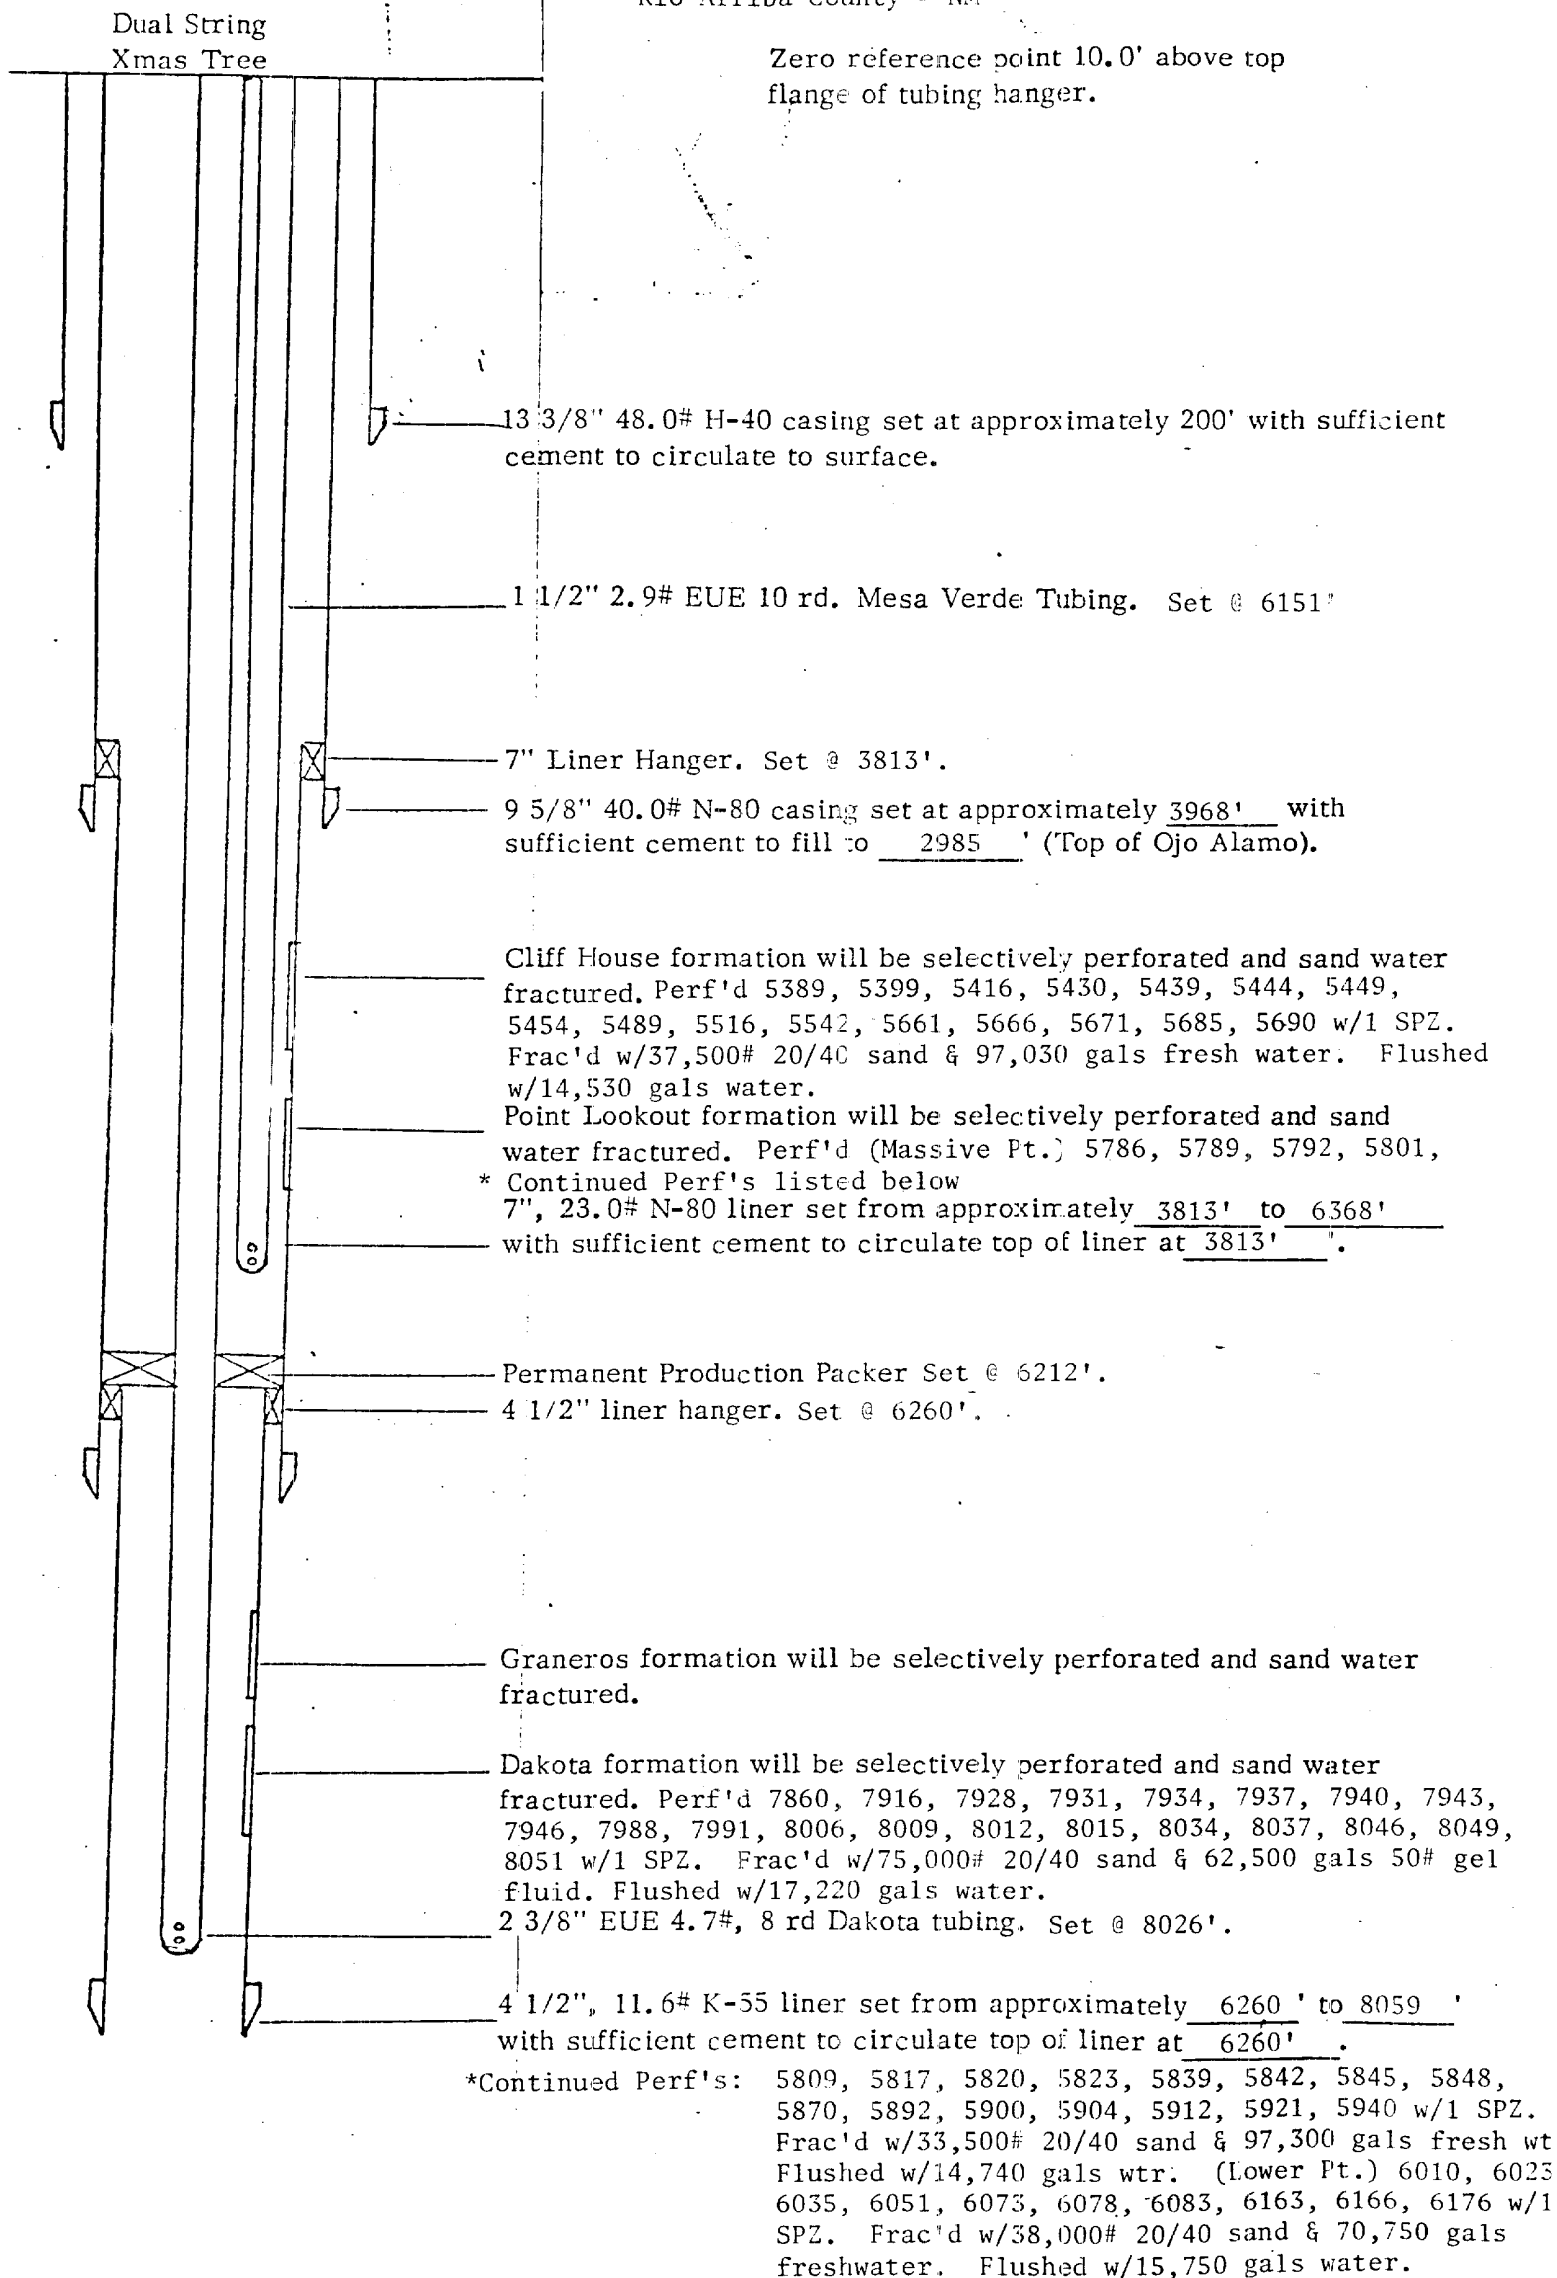 Rio Arriba County - NM
Dual String
Xmas Tree
Zero reference point 10.0' above top
flange of tubing hanger.
13 3/8" 48.0# H-40 casing set at approximately 200' with sufficient
cement to circulate to surface.
1 1/2" 2.9# EUE 10 rd. Mesa Verde Tubing. Set @ 6151'
7" Liner Hanger. Set @ 3813'.
9 5/8" 40.0# N-80 casing set at approximately 3968' with
sufficient cement to fill to 2985 ' (Top of Ojo Alamo).
Cliff House formation will be selectively perforated and sand water
fractured. Perf'd 5389, 5399, 5416, 5430, 5439, 5444, 5449,
5454, 5489, 5516, 5542, 5661, 5666, 5671, 5685, 5690 w/1 SPZ.
Frac'd w/37,500# 20/40 sand & 97,030 gals fresh water. Flushed
w/14,530 gals water.
Point Lookout formation will be selectively perforated and sand
water fractured. Perf'd (Massive Pt.) 5786, 5789, 5792, 5801,
* Continued Perf's listed below
7", 23.0# N-80 liner set from approximately 3813' to 6368'
with sufficient cement to circulate top of liner at 3813' '.
Permanent Production Packer Set @ 6212'.
4 1/2" liner hanger. Set @ 6260'.
Graneros formation will be selectively perforated and sand water
fractured.
Dakota formation will be selectively perforated and sand water
fractured. Perf'd 7860, 7916, 7928, 7931, 7934, 7937, 7940, 7943,
7946, 7988, 7991, 8006, 8009, 8012, 8015, 8034, 8037, 8046, 8049,
8051 w/1 SPZ. Frac'd w/75,000# 20/40 sand & 62,500 gals 50# gel
fluid. Flushed w/17,220 gals water.
2 3/8" EUE 4.7#, 8 rd Dakota tubing. Set @ 8026'.
4 1/2", 11.6# K-55 liner set from approximately 6260 ' to 8059 '
with sufficient cement to circulate top of liner at 6260' .
*Continued Perf's: 5809, 5817, 5820, 5823, 5839, 5842, 5845, 5848,
5870, 5892, 5900, 5904, 5912, 5921, 5940 w/1 SPZ.
Frac'd w/33,500# 20/40 sand & 97,300 gals fresh wt
Flushed w/14,740 gals wtr. (Lower Pt.) 6010, 6023
6035, 6051, 6073, 6078, 6083, 6163, 6166, 6176 w/1
SPZ. Frac'd w/38,000# 20/40 sand & 70,750 gals
freshwater. Flushed w/15,750 gals water.